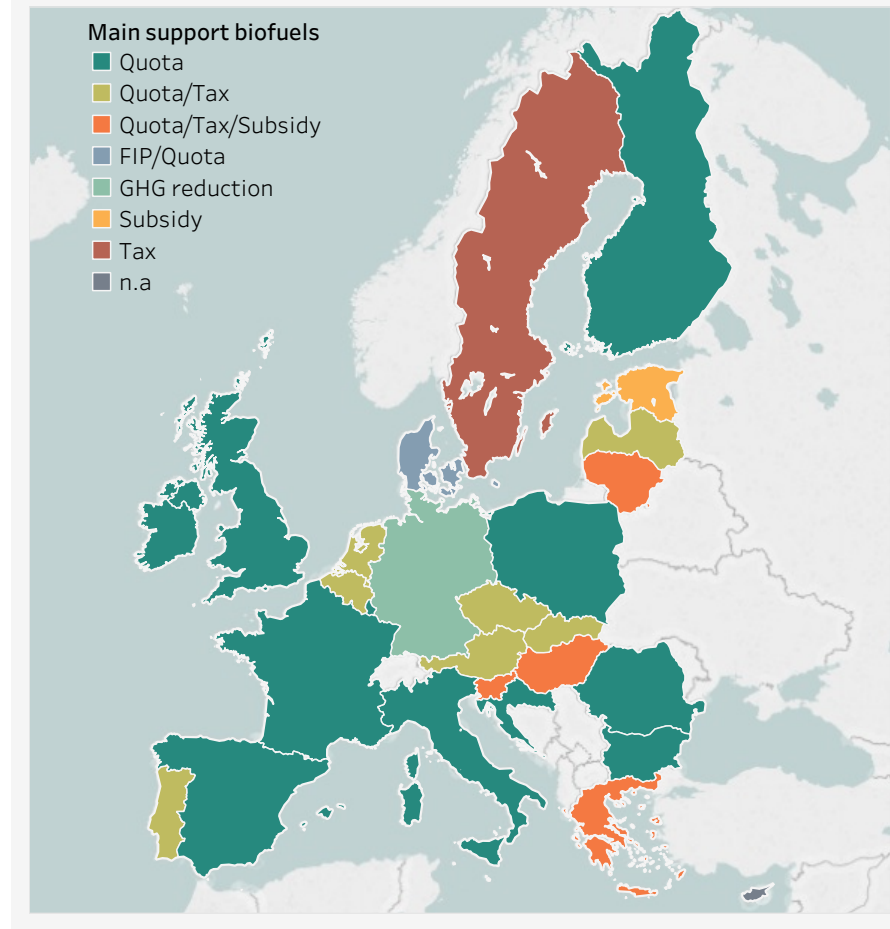 Main support biofuels
Quota
Quota/Tax
Quota/Tax/Subsidy
FIP/Quota
GHG reduction
Subsidy
Tax
n.a